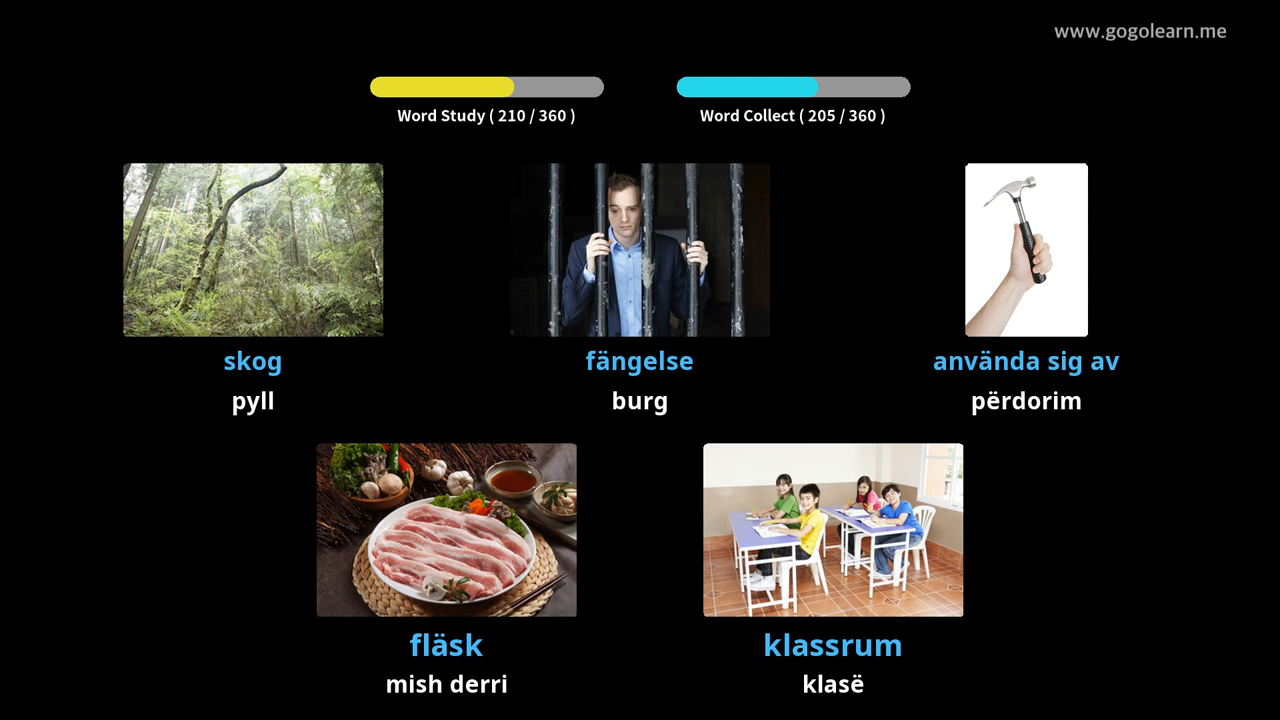 www.gogolearn.me
Word Study ( 210 / 360 )
Word Collect ( 205 / 360 )
skog
pyll
fängelse
burg
använda sig av
përdorim
fläsk
mish derri
klassrum
klasë